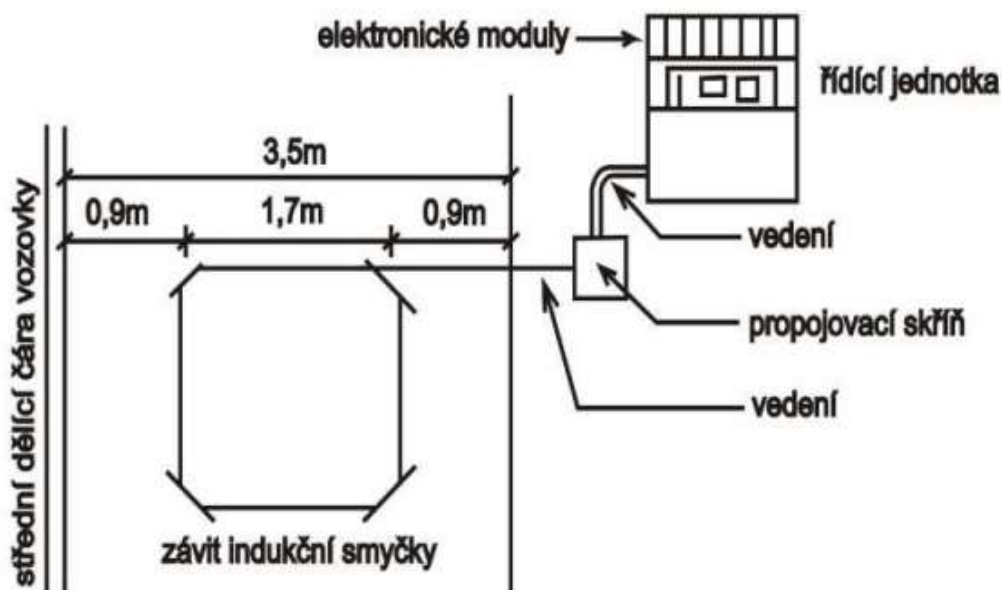 elektronické moduly
řídící jednotka
3,5m
0,9m
1,7m
0,9m
vedení
propojovací skříň
vedení
střední dělící čára vozovky
závit indukční smyčky